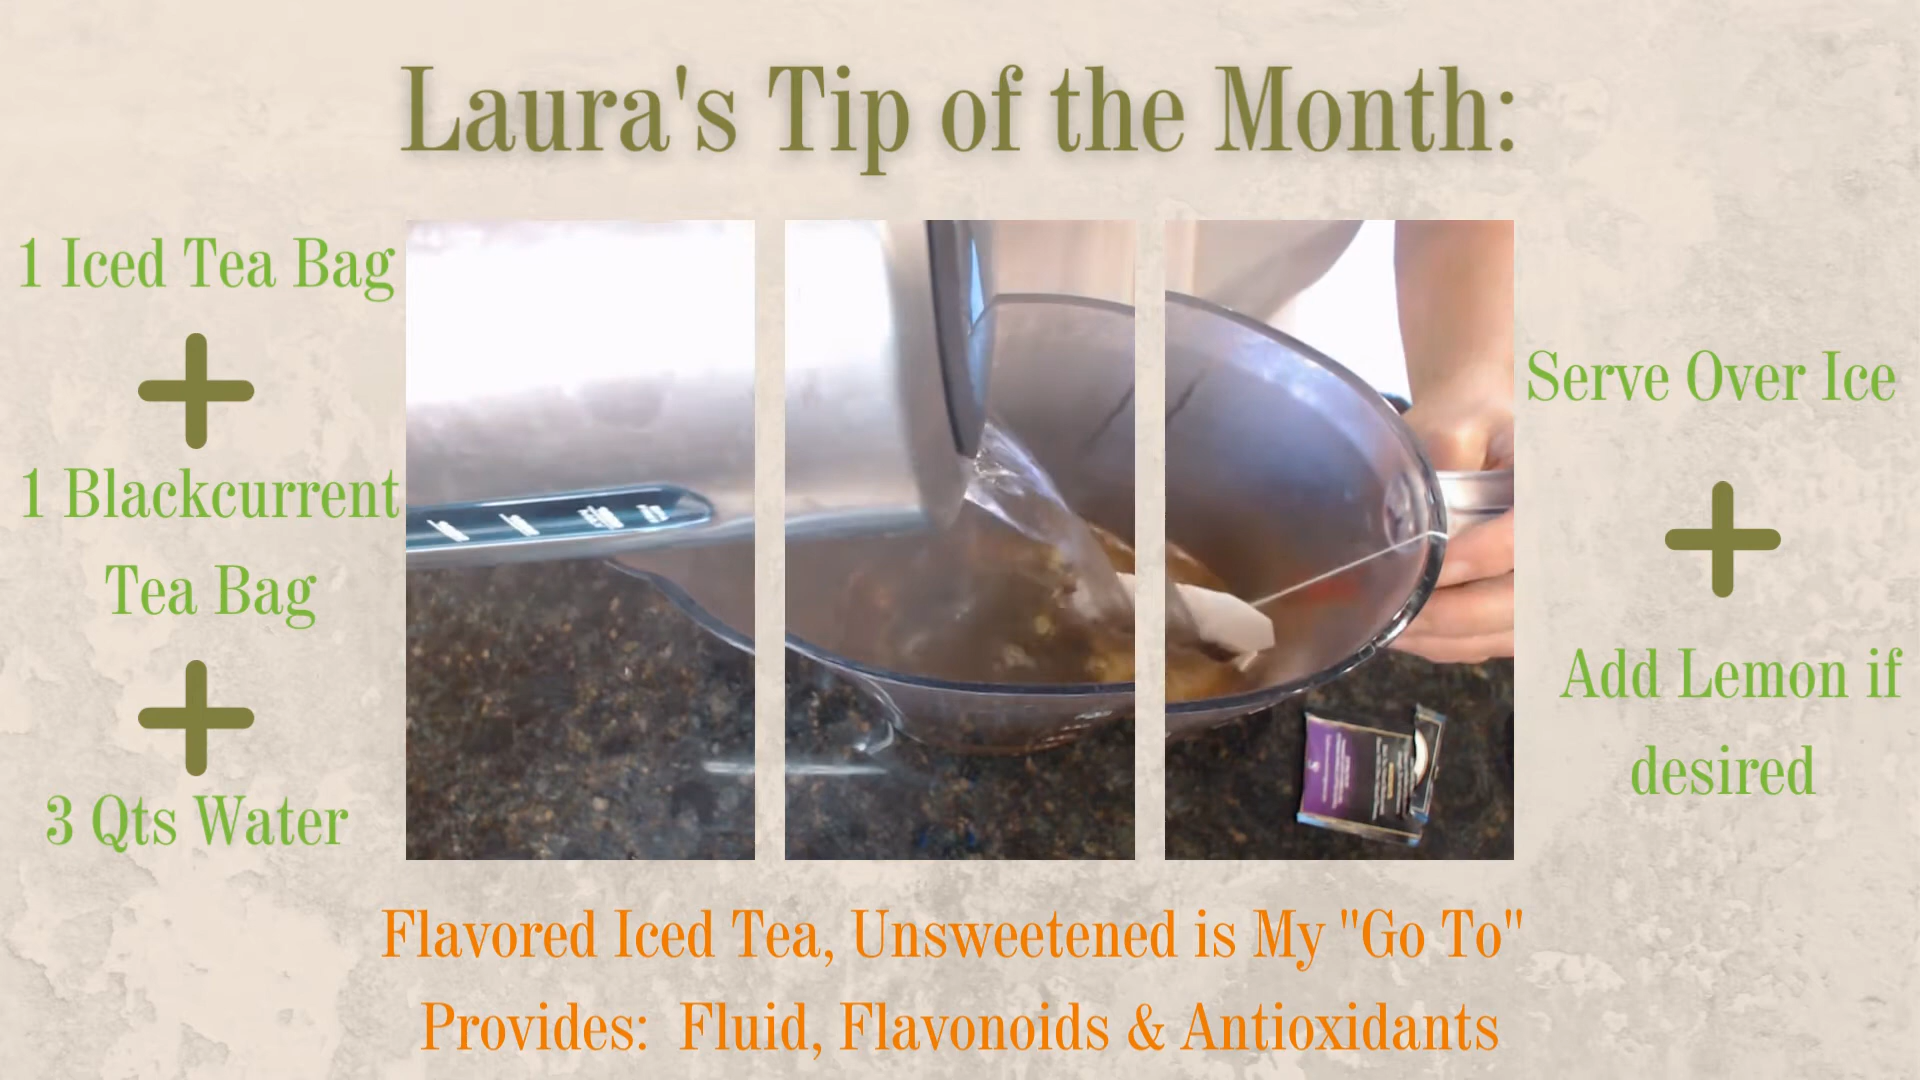 Laura's Tip of the Month:
1 Iced Tea Bag
+
1 Blackcurrent
Tea Bag
+
3 Qts Water
Serve Over Ice
+
Add Lemon if
desired
Flavored Iced Tea, Unsweetened is My "Go To"
Provides: Fluid, Flavonoids & Antioxidants